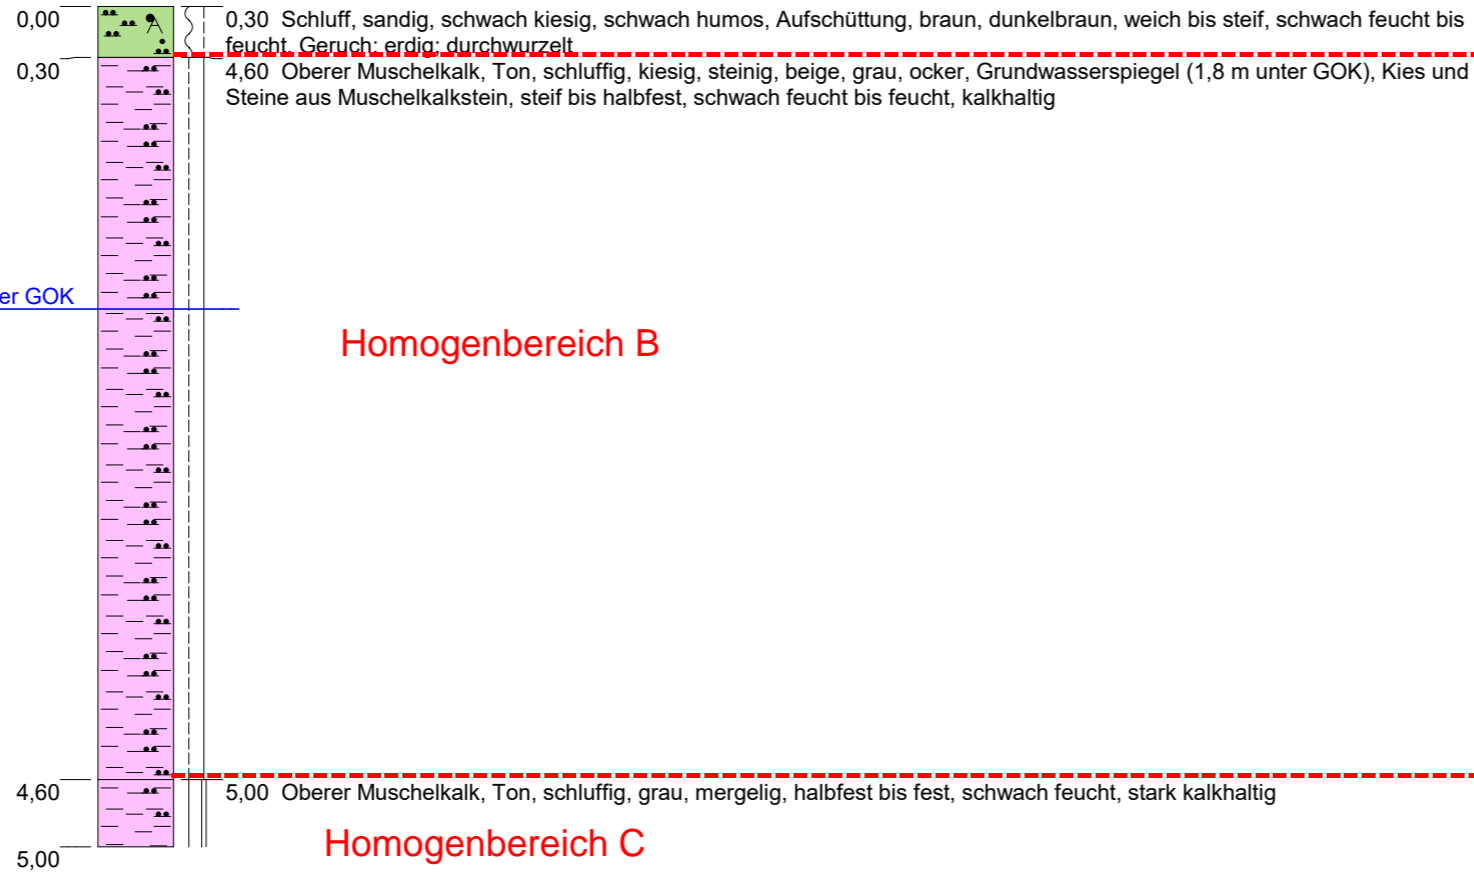 0,00
0,30 Schluff, sandig, schwach kiesig, schwach humos, Aufschüttung, braun, dunkelbraun, weich bis steif, schwach feucht bis
feucht, Geruch: erdig; durchwurzelt
0,30
4,60 Oberer Muschelkalk, Ton, schluffig, kiesig, steinig, beige, grau, ocker, Grundwasserspiegel (1,8 m unter GOK), Kies und
Steine aus Muschelkalkstein, steif bis halbfest, schwach feucht bis feucht, kalkhaltig
er GOK
Homogenbereich B
4,60
5,00 Oberer Muschelkalk, Ton, schluffig, grau, mergelig, halbfest bis fest, schwach feucht, stark kalkhaltig
Homogenbereich C
5,00